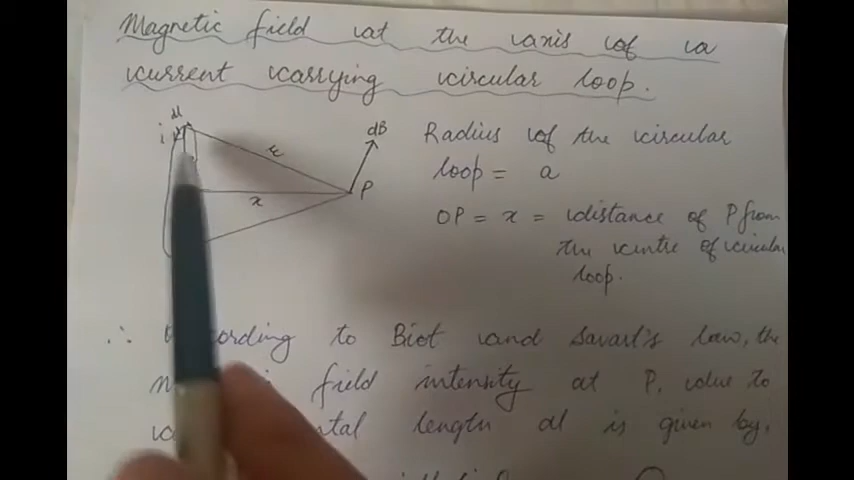 Magnetic field at the axis of a
current carrying circular loop.
dl
i
r
x
P
dB
Radius of the circular
loop = a
OP = x = distance of P from
the centre of circular
loop.
∴ to Biot and Savart's law, the
field intensity at P, due to
length dl is given by,